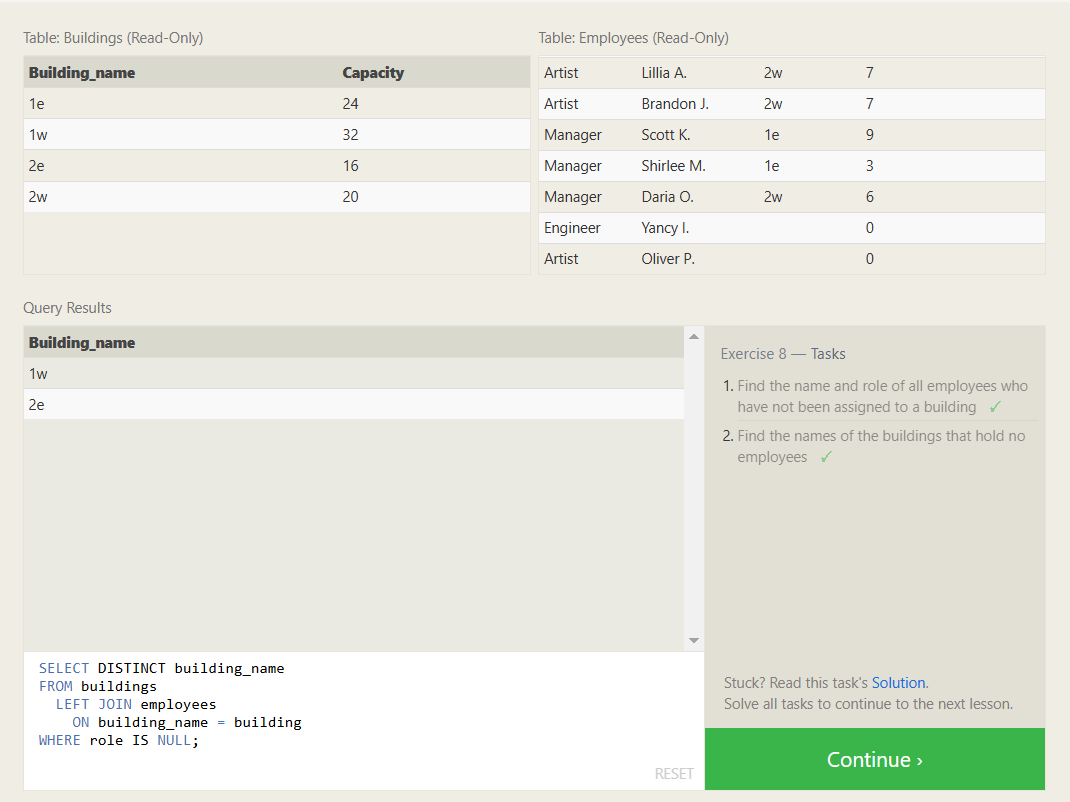 Table: Buildings (Read-Only)
Building_name Capacity
1e 24
1w 32
2e 16
2w 20
Table: Employees (Read-Only)
Artist Lillia A. 2w 7
Artist Brandon J. 2w 7
Manager Scott K. 1e 9
Manager Shirlee M. 1e 3
Manager Daria O. 2w 6
Engineer Yancy I. 0
Artist Oliver P. 0
Query Results
Building_name
1w
2e
SELECT DISTINCT building_name
FROM buildings
LEFT JOIN employees
ON building_name = building
WHERE role IS NULL;
RESET
Exercise 8 — Tasks
1. Find the name and role of all employees who
have not been assigned to a building ✓
2. Find the names of the buildings that hold no
employees ✓
Stuck? Read this task's Solution.
Solve all tasks to continue to the next lesson.
Continue ›